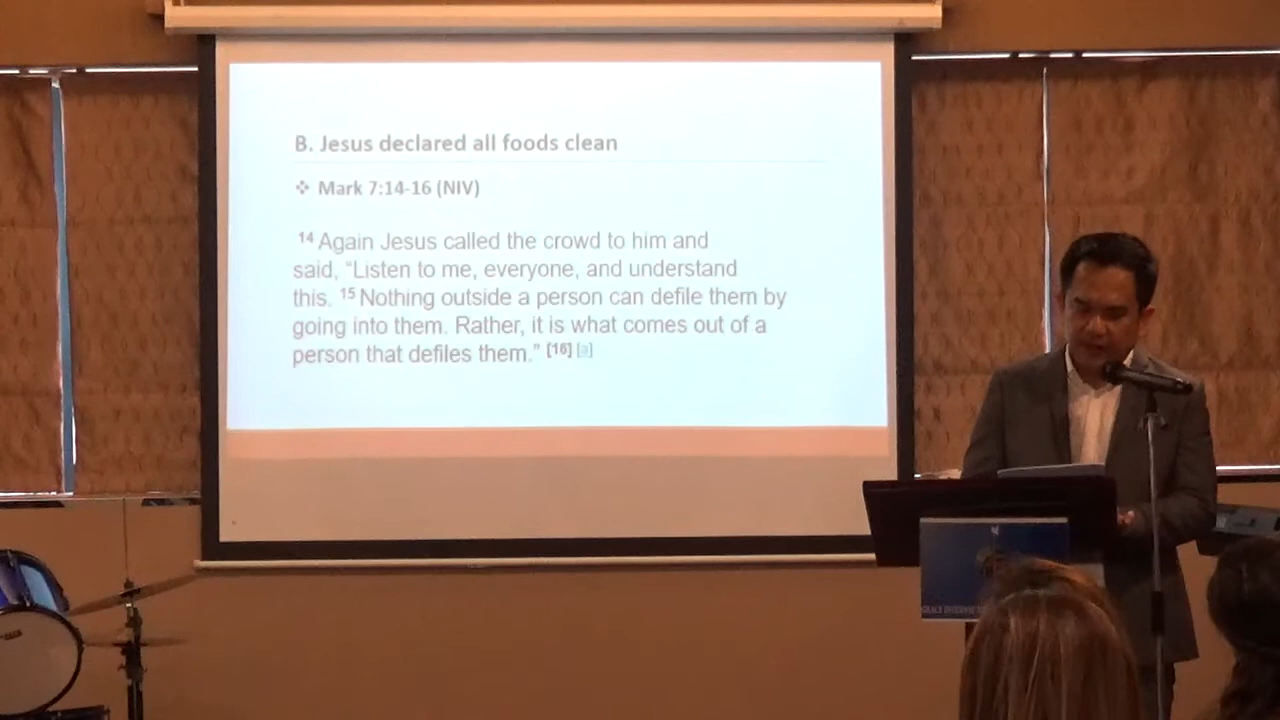 B. Jesus declared all foods clean
❖ Mark 7:14-16 (NIV)
14 Again Jesus called the crowd to him and
said, “Listen to me, everyone, and understand
this. 15 Nothing outside a person can defile them by
going into them. Rather, it is what comes out of a
person that defiles them.” [16] [a]
GRACE